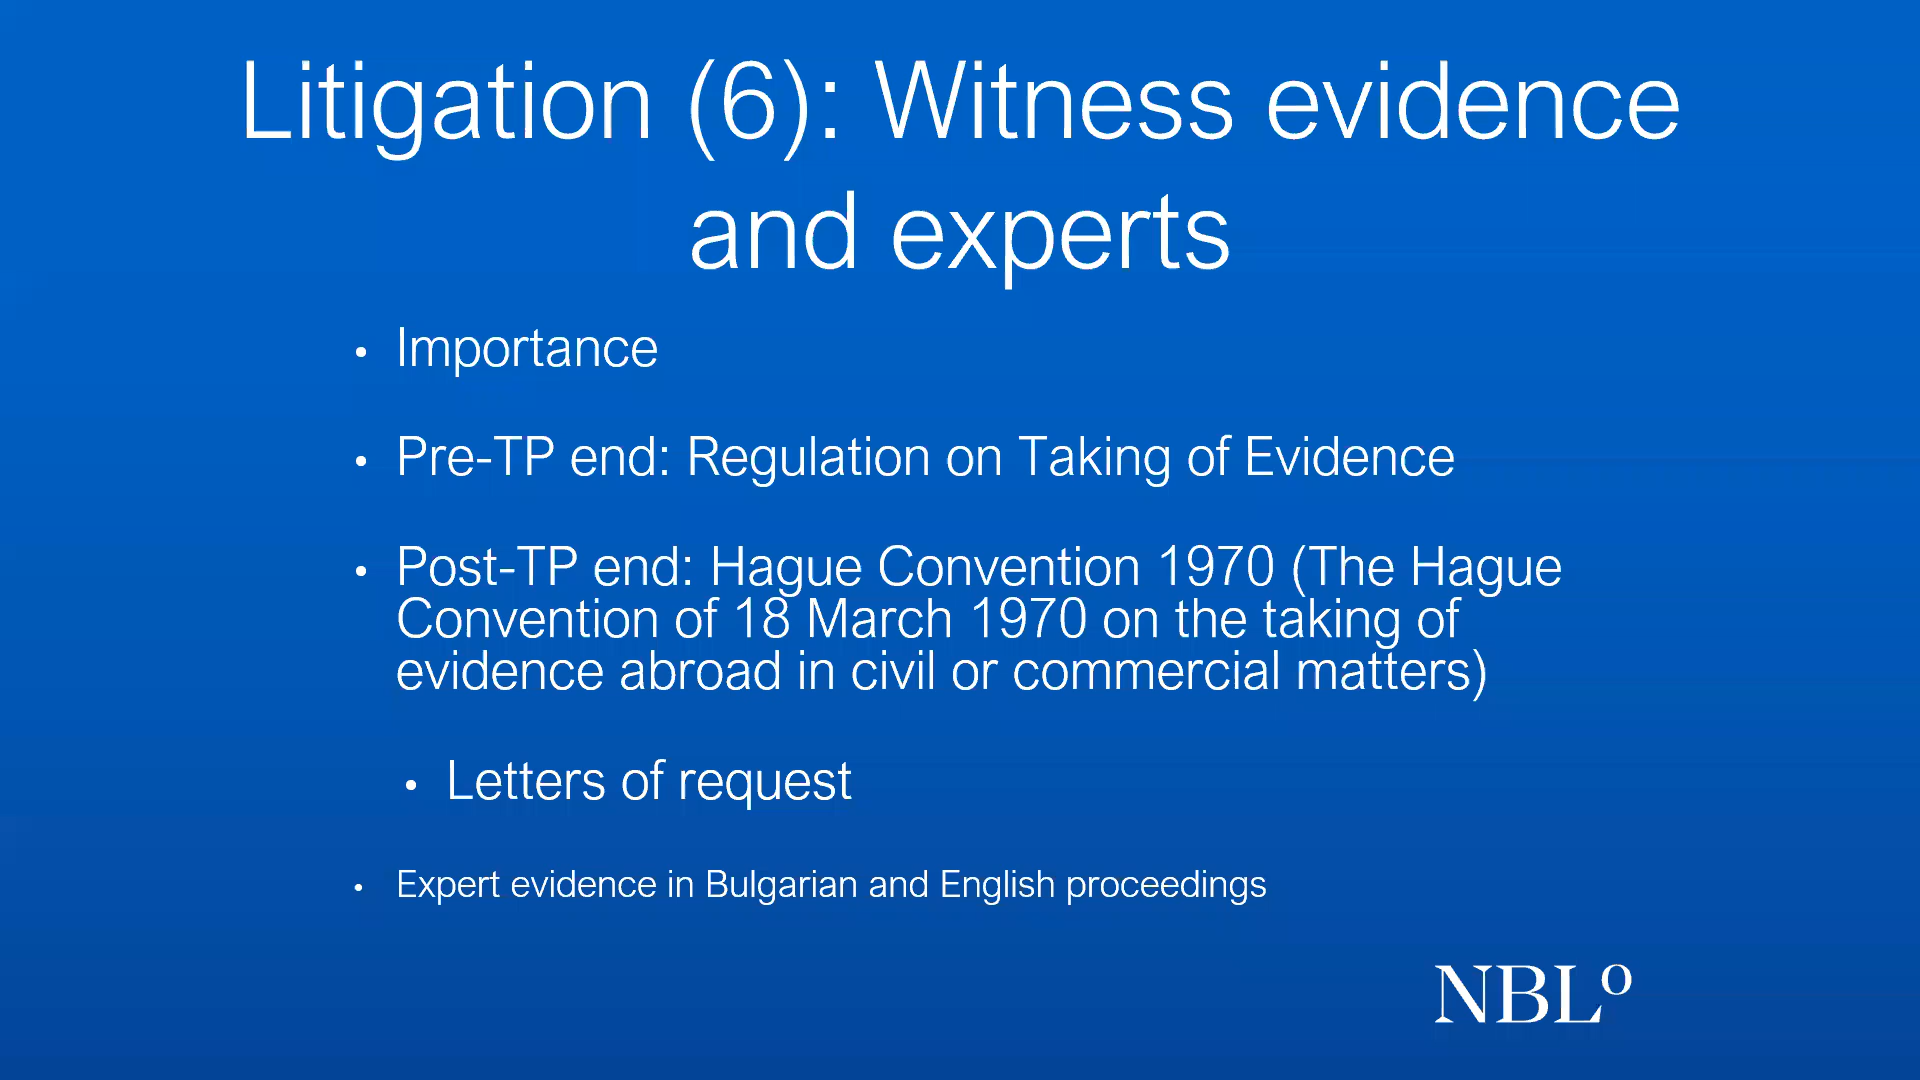 Litigation (6): Witness evidence
and experts
• Importance
• Pre-TP end: Regulation on Taking of Evidence
• Post-TP end: Hague Convention 1970 (The Hague
Convention of 18 March 1970 on the taking of
evidence abroad in civil or commercial matters)
• Letters of request
• Expert evidence in Bulgarian and English proceedings
NBLO